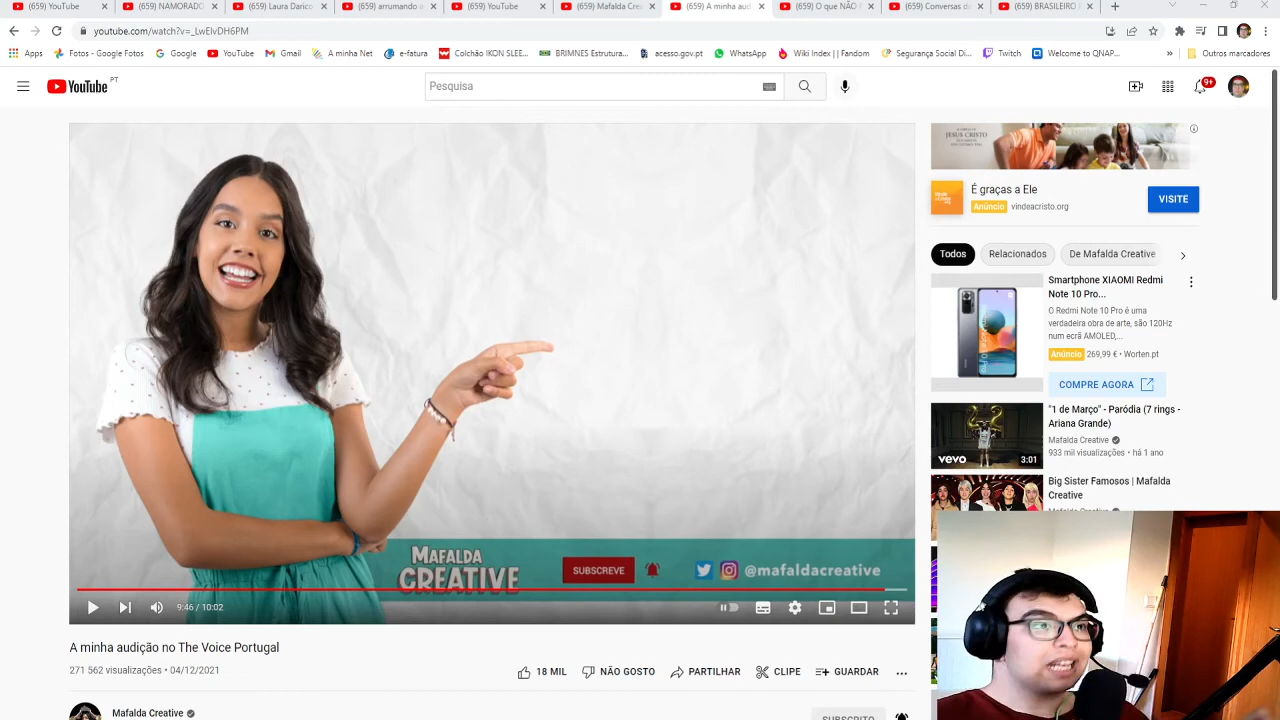 (659) YouTube
(659) NAMORADO
(659) Laura Darico
(659) arrumando a
(659) YouTube
(659) Mafalda Crea
(659) A minha aud
(659) O que NÃO
(659) Conversas d
(659) BRASILEIRO
youtube.com/watch?v=_LwElvDH6PM
Apps
Fotos - Google Fotos
Google
YouTube
Gmail
A minha Net
e-fatura
Colchão IKON SLEE...
BRIMNES Estrutura...
acesso.gov.pt
WhatsApp
Wiki Index || Fandom
Segurança Social Di...
Twitch
Welcome to QNAP...
»
Outros marcadores
YouTube PT
Pesquisa
9+
JESUS CRISTO
É graças a Ele
Anúncio vindeacristo.org
VISITE
Todos
Relacionados
De Mafalda Creative
Smartphone XIAOMI Redmi
Note 10 Pro...
O Redmi Note 10 Pro é uma
verdadeira obra de arte, são 120Hz
num ecrã AMOLED,...
Anúncio 269,99 € • Worten.pt
COMPRE AGORA
"1 de Março" - Paródia (7 rings -
Ariana Grande)
Mafalda Creative
933 mil visualizações • há 1 ano
vevo
3:01
Big Sister Famosos | Mafalda
Creative
MAFALDA
CREATIVE
SUBSCREVE
@mafaldacreative
9:46 / 10:02
A minha audição no The Voice Portugal
271 562 visualizações • 04/12/2021
18 MIL
NÃO GOSTO
PARTILHAR
CLIPE
GUARDAR
Mafalda Creative
SUBSCRITO